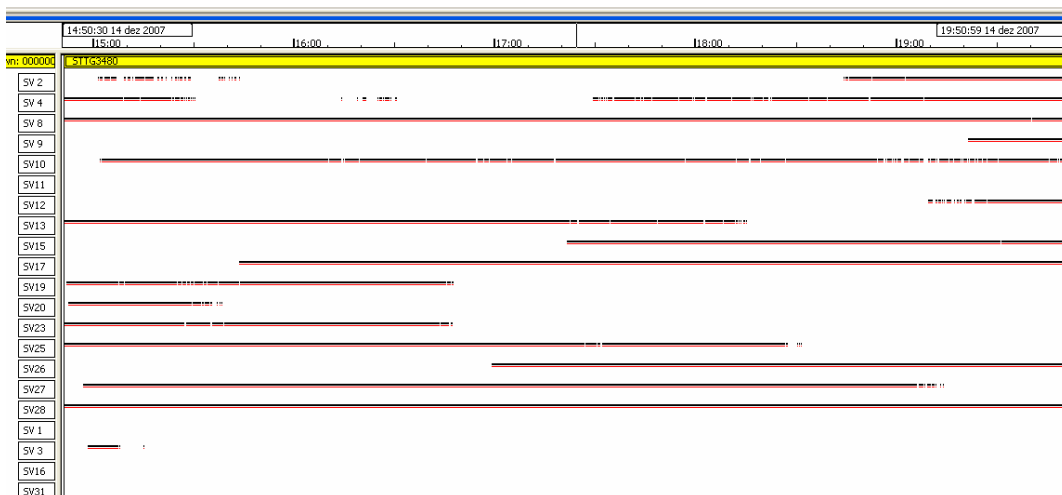 14:50:30 14 dez 2007 19:50:59 14 dez 2007
15:00 16:00 17:00 18:00 19:00
wn: 000000 STTG3480
SV 2
SV 4
SV 8
SV 9
SV10
SV11
SV12
SV13
SV15
SV17
SV19
SV20
SV23
SV25
SV26
SV27
SV28
SV 1
SV 3
SV16
SV31